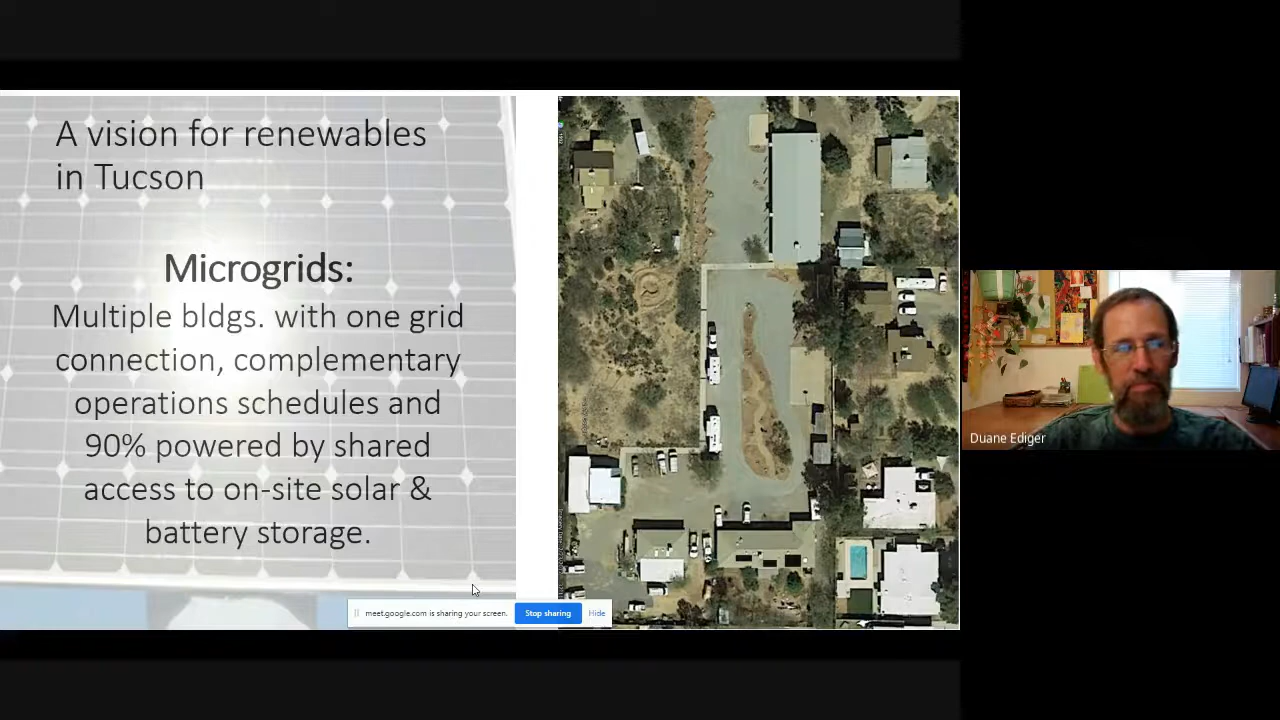 A vision for renewables
in Tucson
Microgrids:
Multiple bldgs. with one grid
connection, complementary
operations schedules and
90% powered by shared
access to on-site solar &
battery storage.
meet.google.com is sharing your screen.
Stop sharing
Hide
Duane Ediger